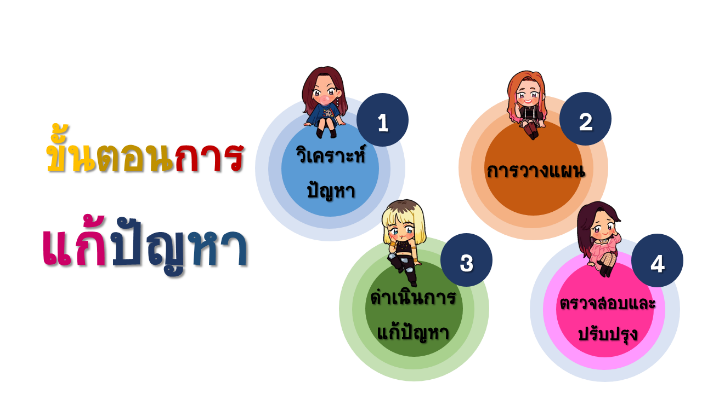 ขั้นตอนการ
แก้ปัญหา
1
วิเคราะห์
ปัญหา
2
การวางแผน
3
ดำเนินการ
แก้ปัญหา
4
ตรวจสอบและ
ปรับปรุง